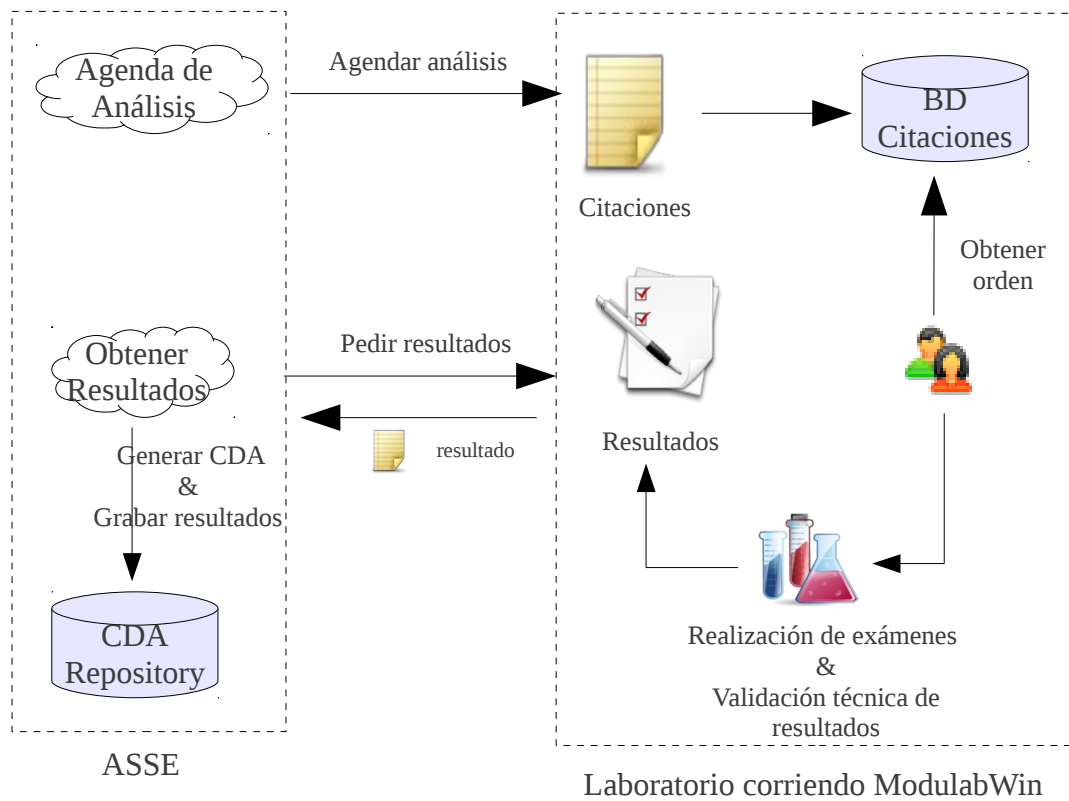 Agenda de
Análisis
Agendar análisis
Citaciones
BD
Citaciones
Obtener
orden
Obtener
Resultados
Pedir resultados
resultado
Resultados
Generar CDA
&
Grabar resultados
CDA
Repository
Realización de exámenes
&
Validación técnica de
resultados
ASSE
Laboratorio corriendo ModulabWin